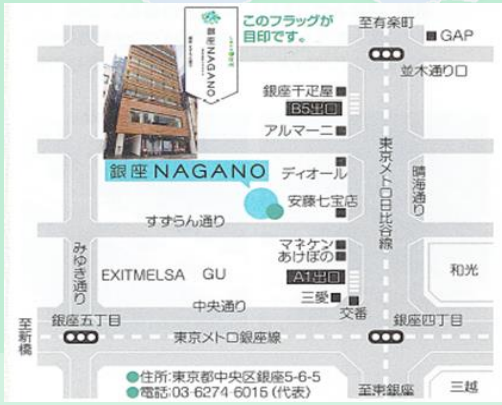 このフラッグが
目印です。
至有楽町
GAP
並木通り口
銀座NAGANO
銀座千疋屋
B5出口
アルマーニ
銀座NAGANO
ディオール
安藤七宝店
東京メトロ日比谷線
晴海通り
すずらん通り
みゆき通り
マネケン
あけぼの
A1出口
EXITMELSA GU
和光
三愛
交番
中央通り
至新橋
銀座五丁目
東京メトロ銀座線
銀座四丁目
●住所:東京都中央区銀座5-6-5
●電話:03-6274-6015(代表)
至東銀座
三越